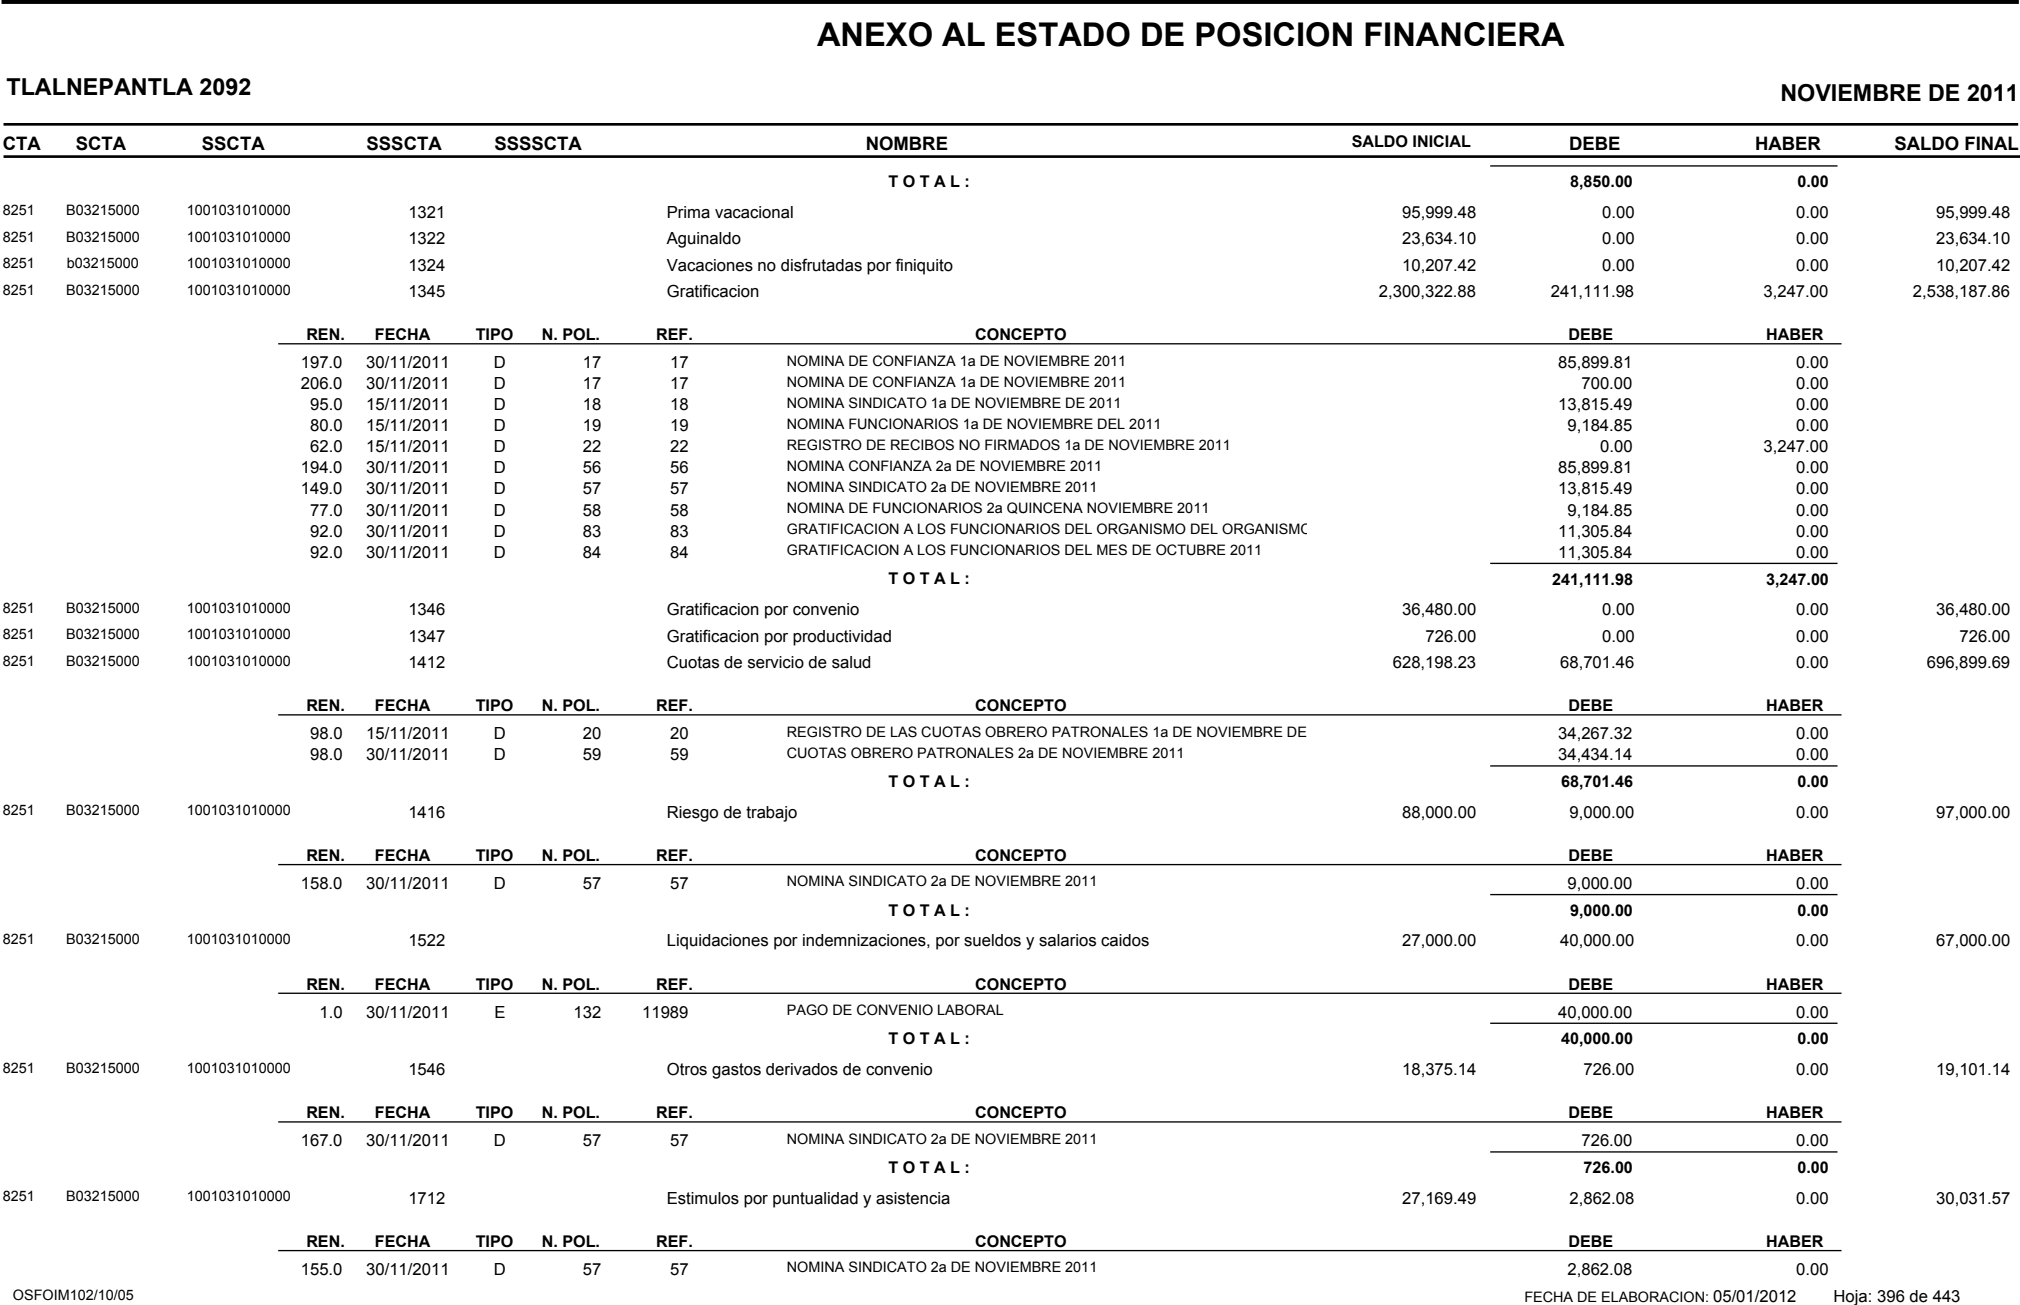 ANEXO AL ESTADO DE POSICION FINANCIERA
TLALNEPANTLA 2092
NOVIEMBRE DE 2011
CTA SCTA SSCTA SSSCTA SSSSCTA NOMBRE SALDO INICIAL DEBE HABER SALDO FINAL
T O T A L : 8,850.00 0.00
8251 B03215000 1001031010000 1321 Prima vacacional 95,999.48 0.00 0.00 95,999.48
8251 B03215000 1001031010000 1322 Aguinaldo 23,634.10 0.00 0.00 23,634.10
8251 b03215000 1001031010000 1324 Vacaciones no disfrutadas por finiquito 10,207.42 0.00 0.00 10,207.42
8251 B03215000 1001031010000 1345 Gratificacion 2,300,322.88 241,111.98 3,247.00 2,538,187.86
REN. FECHA TIPO N. POL. REF. CONCEPTO DEBE HABER
197.0 30/11/2011 D 17 17 NOMINA DE CONFIANZA 1a DE NOVIEMBRE 2011 85,899.81 0.00
206.0 30/11/2011 D 17 17 NOMINA DE CONFIANZA 1a DE NOVIEMBRE 2011 700.00 0.00
95.0 15/11/2011 D 18 18 NOMINA SINDICATO 1a DE NOVIEMBRE DE 2011 13,815.49 0.00
80.0 15/11/2011 D 19 19 NOMINA FUNCIONARIOS 1a DE NOVIEMBRE DEL 2011 9,184.85 0.00
62.0 15/11/2011 D 22 22 REGISTRO DE RECIBOS NO FIRMADOS 1a DE NOVIEMBRE 2011 0.00 3,247.00
194.0 30/11/2011 D 56 56 NOMINA CONFIANZA 2a DE NOVIEMBRE 2011 85,899.81 0.00
149.0 30/11/2011 D 57 57 NOMINA SINDICATO 2a DE NOVIEMBRE 2011 13,815.49 0.00
77.0 30/11/2011 D 58 58 NOMINA DE FUNCIONARIOS 2a QUINCENA NOVIEMBRE 2011 9,184.85 0.00
92.0 30/11/2011 D 83 83 GRATIFICACION A LOS FUNCIONARIOS DEL ORGANISMO DEL ORGANISMO 11,305.84 0.00
92.0 30/11/2011 D 84 84 GRATIFICACION A LOS FUNCIONARIOS DEL MES DE OCTUBRE 2011 11,305.84 0.00
T O T A L : 241,111.98 3,247.00
8251 B03215000 1001031010000 1346 Gratificacion por convenio 36,480.00 0.00 0.00 36,480.00
8251 B03215000 1001031010000 1347 Gratificacion por productividad 726.00 0.00 0.00 726.00
8251 B03215000 1001031010000 1412 Cuotas de servicio de salud 628,198.23 68,701.46 0.00 696,899.69
REN. FECHA TIPO N. POL. REF. CONCEPTO DEBE HABER
98.0 15/11/2011 D 20 20 REGISTRO DE LAS CUOTAS OBRERO PATRONALES 1a DE NOVIEMBRE DE 34,267.32 0.00
98.0 30/11/2011 D 59 59 CUOTAS OBRERO PATRONALES 2a DE NOVIEMBRE 2011 34,434.14 0.00
T O T A L : 68,701.46 0.00
8251 B03215000 1001031010000 1416 Riesgo de trabajo 88,000.00 9,000.00 0.00 97,000.00
REN. FECHA TIPO N. POL. REF. CONCEPTO DEBE HABER
158.0 30/11/2011 D 57 57 NOMINA SINDICATO 2a DE NOVIEMBRE 2011 9,000.00 0.00
T O T A L : 9,000.00 0.00
8251 B03215000 1001031010000 1522 Liquidaciones por indemnizaciones, por sueldos y salarios caidos 27,000.00 40,000.00 0.00 67,000.00
REN. FECHA TIPO N. POL. REF. CONCEPTO DEBE HABER
1.0 30/11/2011 E 132 11989 PAGO DE CONVENIO LABORAL 40,000.00 0.00
T O T A L : 40,000.00 0.00
8251 B03215000 1001031010000 1546 Otros gastos derivados de convenio 18,375.14 726.00 0.00 19,101.14
REN. FECHA TIPO N. POL. REF. CONCEPTO DEBE HABER
167.0 30/11/2011 D 57 57 NOMINA SINDICATO 2a DE NOVIEMBRE 2011 726.00 0.00
T O T A L : 726.00 0.00
8251 B03215000 1001031010000 1712 Estimulos por puntualidad y asistencia 27,169.49 2,862.08 0.00 30,031.57
REN. FECHA TIPO N. POL. REF. CONCEPTO DEBE HABER
155.0 30/11/2011 D 57 57 NOMINA SINDICATO 2a DE NOVIEMBRE 2011 2,862.08 0.00
OSFOIM102/10/05 FECHA DE ELABORACION: 05/01/2012 Hoja: 396 de 443